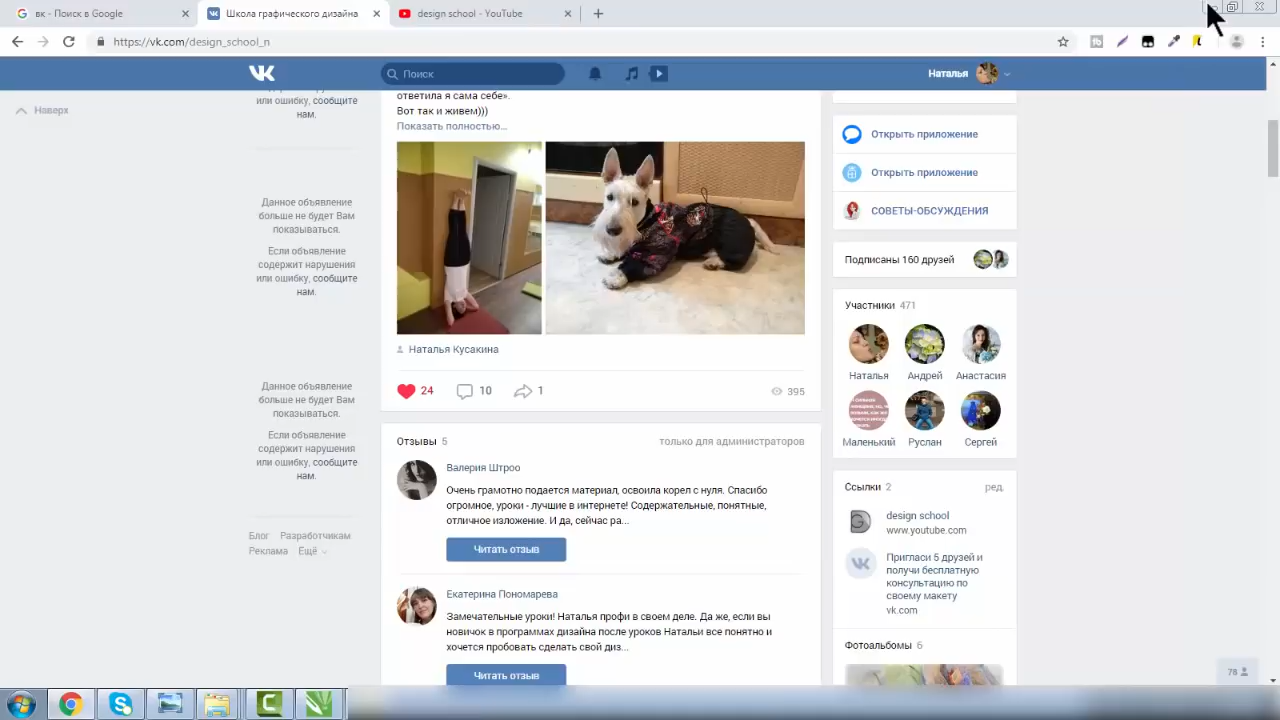 вк - Поиск в Google
Школа графического дизайна
design school - YouTube
https://vk.com/design_school_n
Поиск
Наталья
Наверх
или ошибку, сообщите
нам.
Данное объявление
больше не будет Вам
показываться.
Если объявление
содержит нарушения
или ошибку, сообщите
нам.
Данное объявление
больше не будет Вам
показываться.
Если объявление
содержит нарушения
или ошибку, сообщите
нам.
Блог Разработчикам
Реклама Ещё
ответила я сама себе».
Вот так и живем)))
Показать полностью...
Наталья Кусакина
24 10 1 395
Отзывы 5 только для администраторов
Валерия Штроо
Очень грамотно подается материал, освоила корел с нуля. Спасибо
огромное, уроки - лучшие в интернете! Содержательные, понятные,
отличное изложение. И да, сейчас ра...
Читать отзыв
Екатерина Пономарева
Замечательные уроки! Наталья профи в своем деле. Да же, если вы
новичок в программах дизайна после уроков Натальи все понятно и
хочется пробовать сделать свой диз...
Читать отзыв
Открыть приложение
Открыть приложение
СОВЕТЫ-ОБСУЖДЕНИЯ
Подписаны 160 друзей
Участники 471
Наталья Андрей Анастасия
Маленький Руслан Сергей
Ссылки 2 ред.
design school
www.youtube.com
Пригласи 5 друзей и
получи бесплатную
консультацию по
своему макету
vk.com
Фотоальбомы 6
78